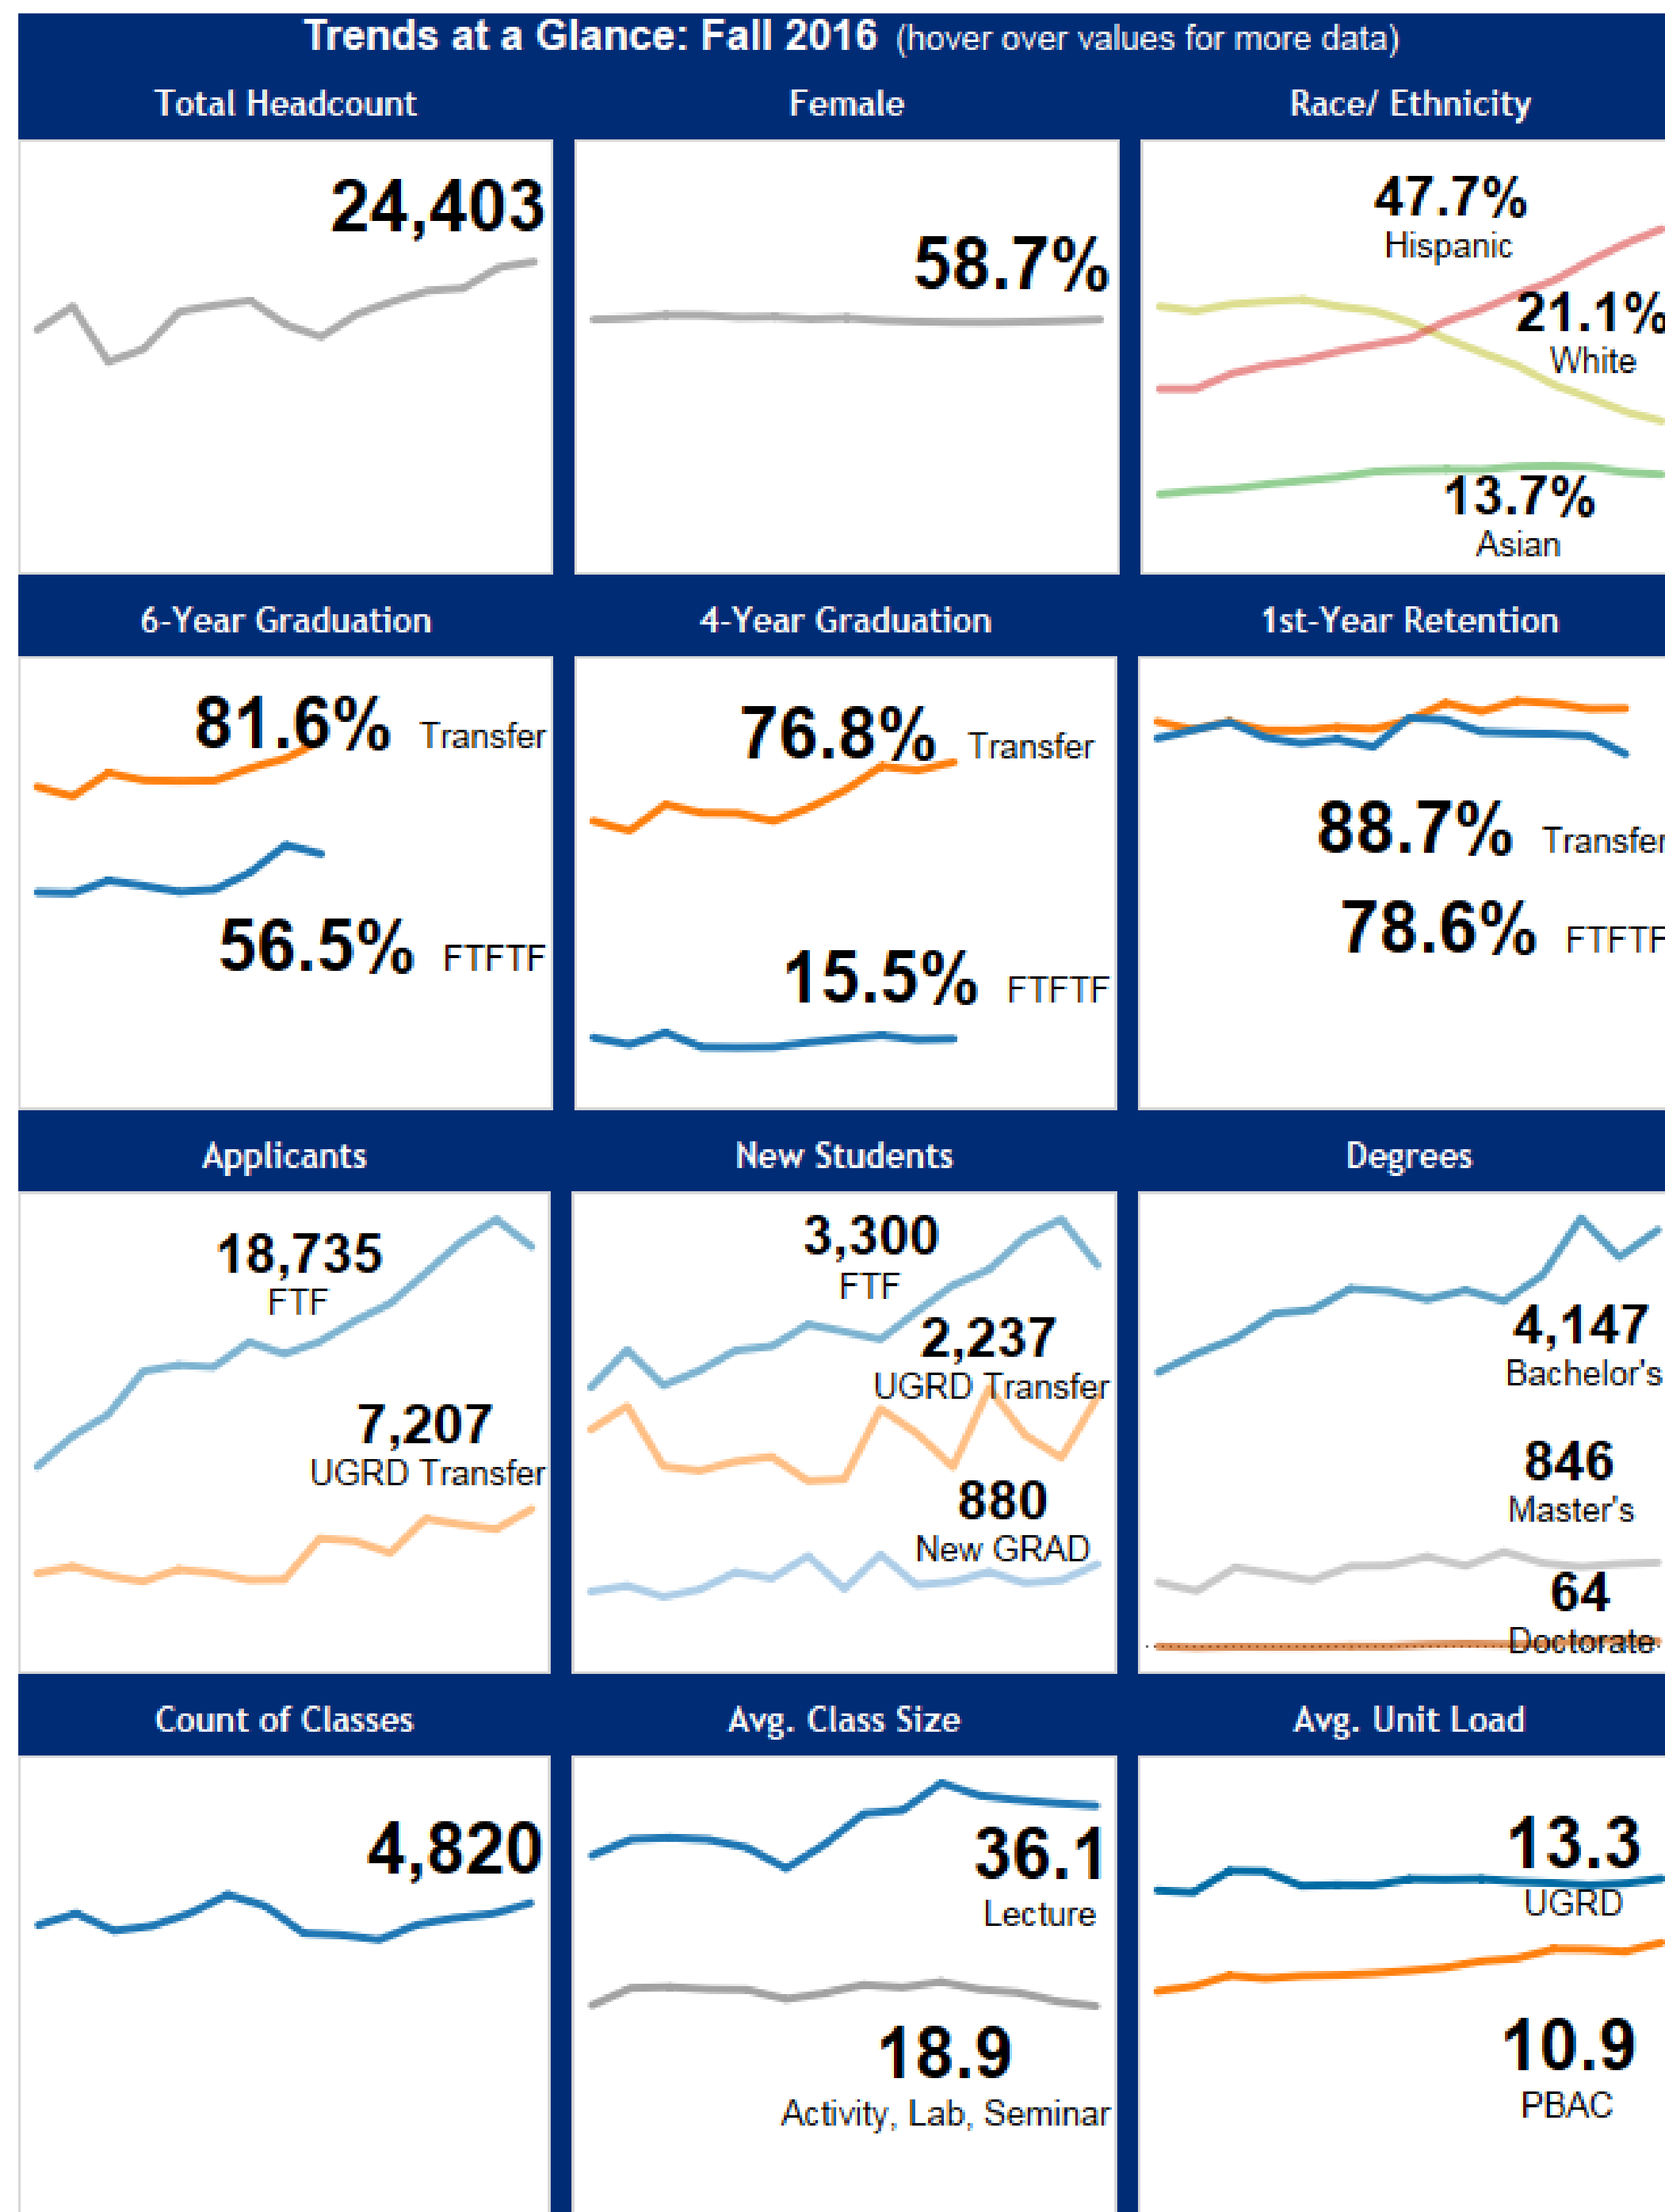 Trends at a Glance: Fall 2016 (hover over values for more data)
Total Headcount
Female
Race/ Ethnicity
24,403
58.7%
47.7%
Hispanic
21.1%
White
13.7%
Asian
6-Year Graduation
4-Year Graduation
1st-Year Retention
81.6% Transfer
56.5% FTFTF
76.8% Transfer
15.5% FTFTF
88.7% Transfer
78.6% FTFTF
Applicants
New Students
Degrees
18,735
FTF
7,207
UGRD Transfer
3,300
FTF
2,237
UGRD Transfer
880
New GRAD
4,147
Bachelor's
846
Master's
64
Doctorate
Count of Classes
Avg. Class Size
Avg. Unit Load
4,820
36.1
Lecture
18.9
Activity, Lab, Seminar
13.3
UGRD
10.9
PBAC